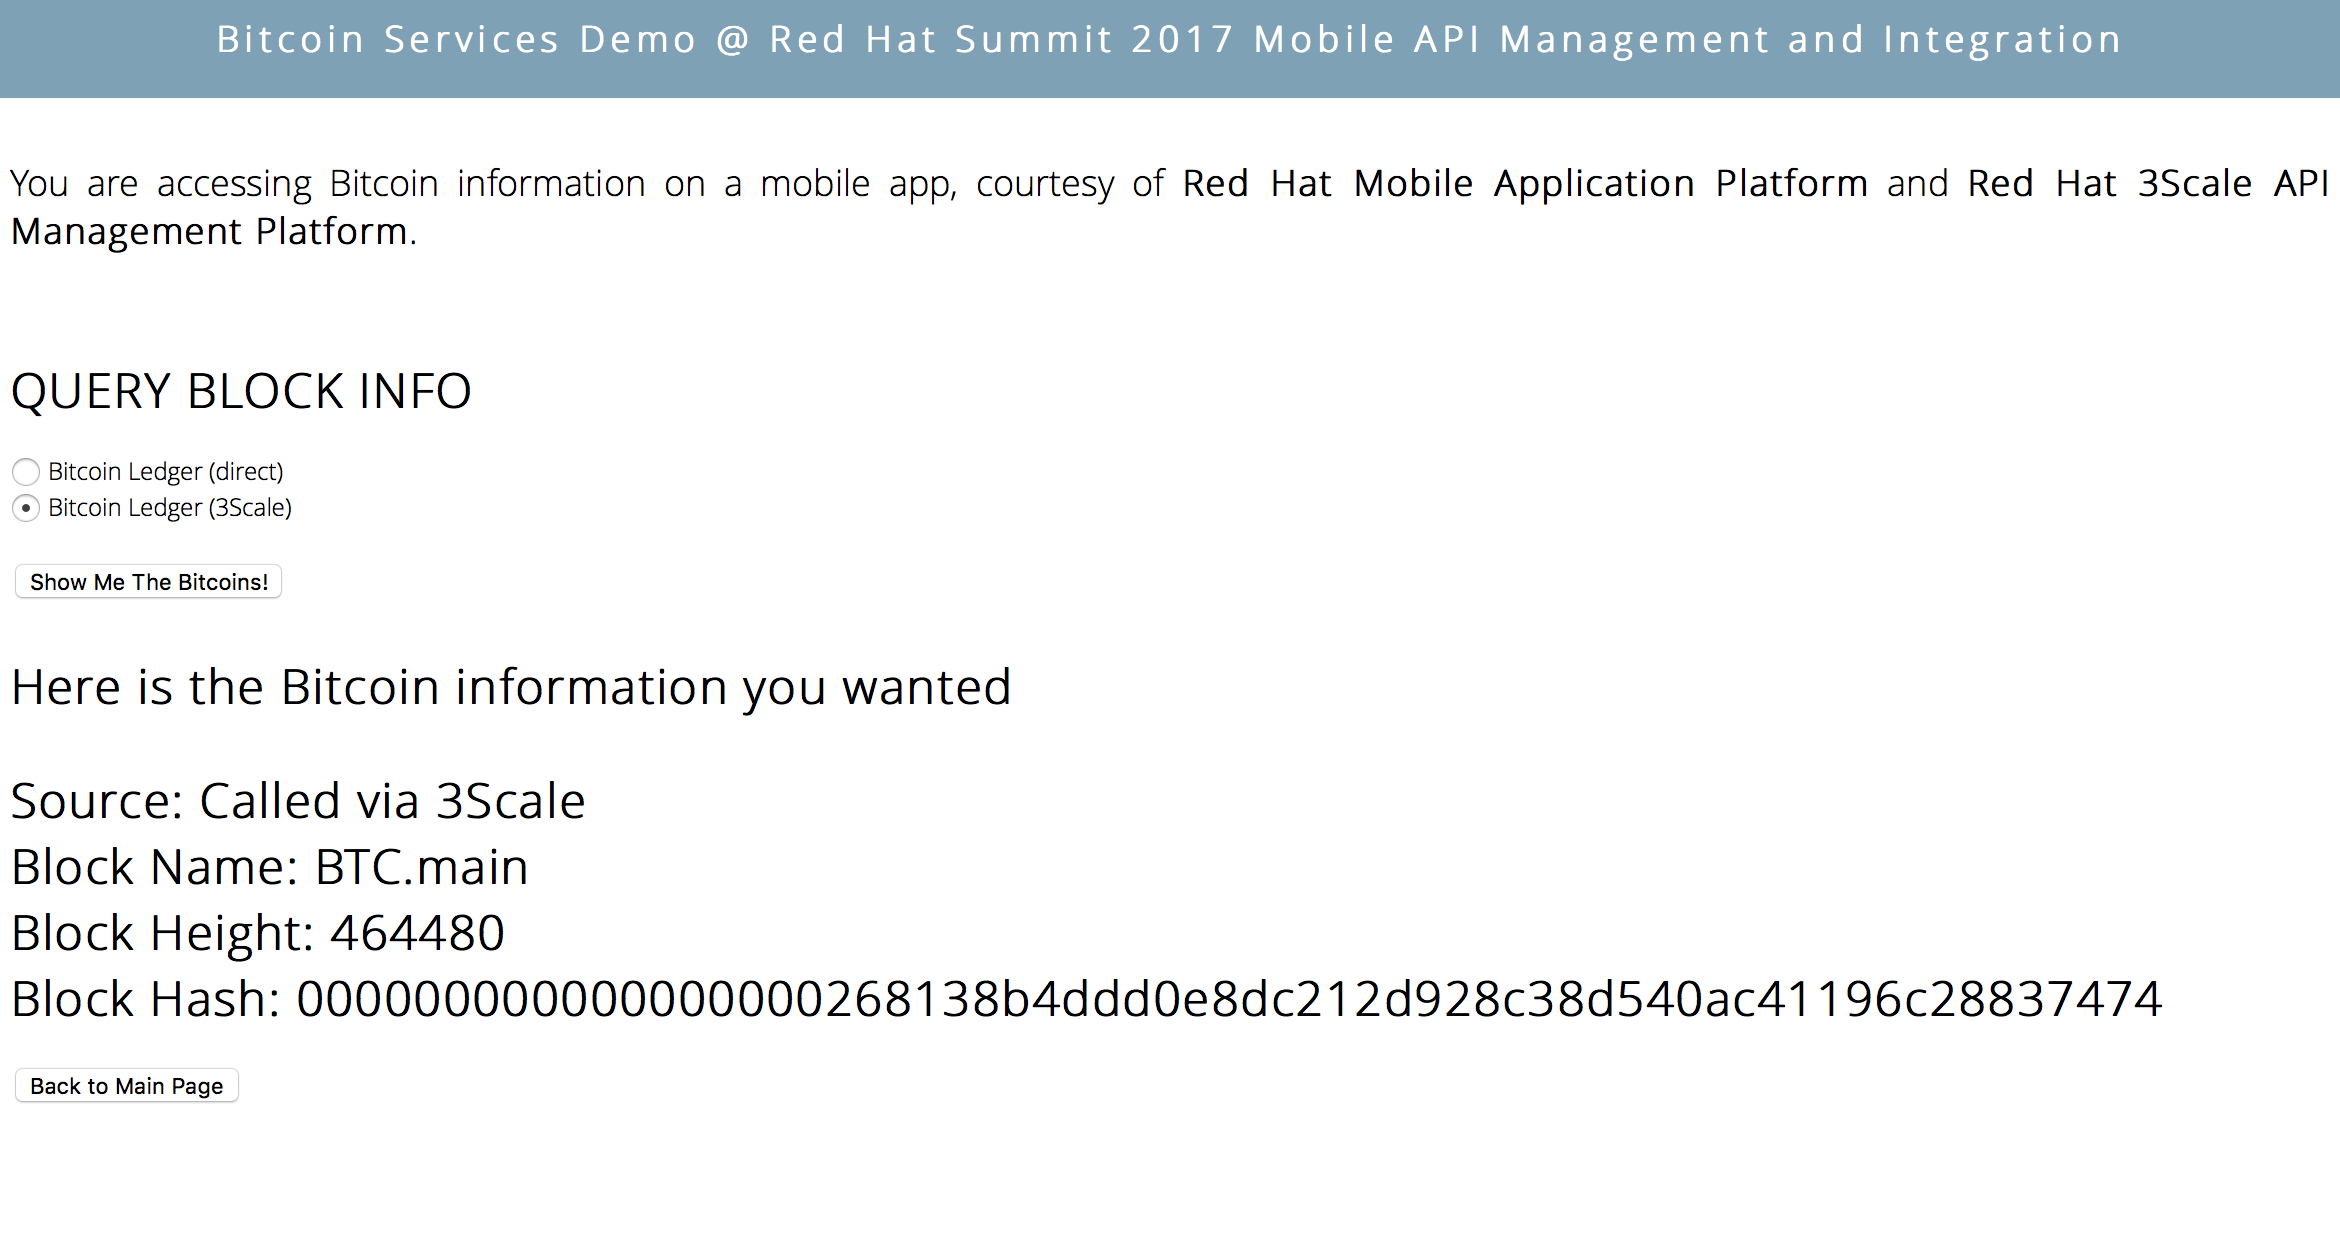 Bitcoin Services Demo @ Red Hat Summit 2017 Mobile API Management and Integration
You are accessing Bitcoin information on a mobile app, courtesy of Red Hat Mobile Application Platform and Red Hat 3Scale API
Management Platform.
QUERY BLOCK INFO
Bitcoin Ledger (direct)
Bitcoin Ledger (3Scale)
Show Me The Bitcoins!
Here is the Bitcoin information you wanted
Source: Called via 3Scale
Block Name: BTC.main
Block Height: 464480
Block Hash: 000000000000000000268138b4ddd0e8dc212d928c38d540ac41196c28837474
Back to Main Page